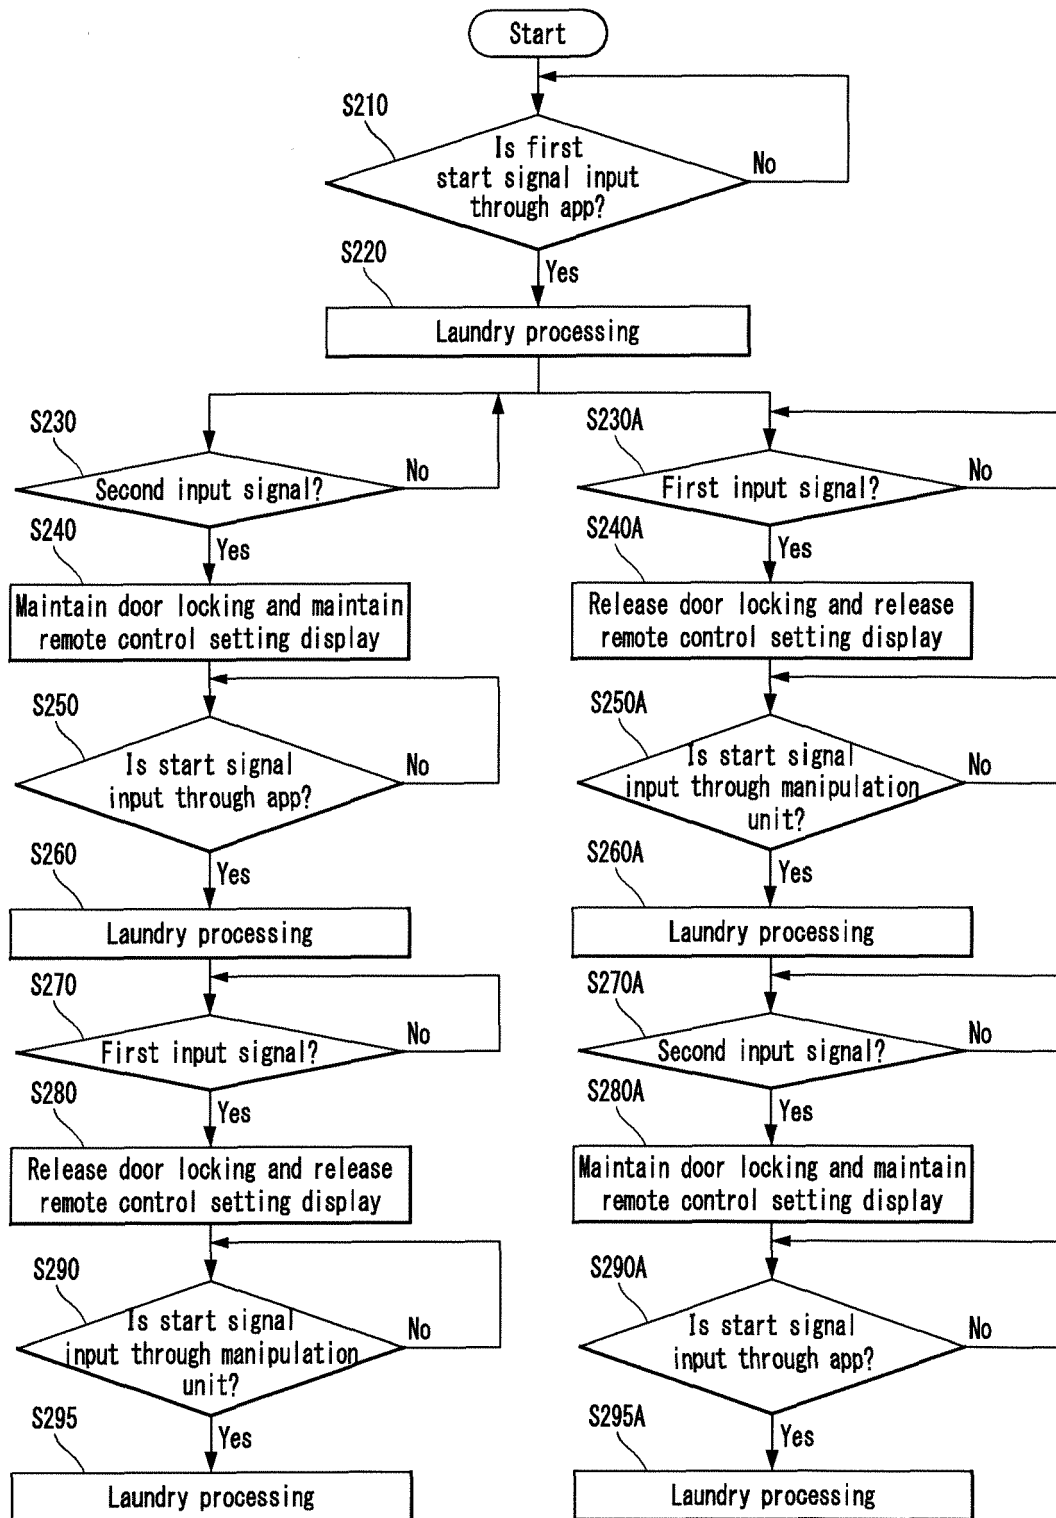 Start
S210
Is first
start signal input
through app?
No
Yes
S220
Laundry processing
S230
Second input signal?
No
Yes
S230A
First input signal?
No
Yes
S240
Maintain door locking and maintain
remote control setting display
S240A
Release door locking and release
remote control setting display
S250
Is start signal
input through app?
No
Yes
S250A
Is start signal
input through manipulation
unit?
No
Yes
S260
Laundry processing
S260A
Laundry processing
S270
First input signal?
No
Yes
S270A
Second input signal?
No
Yes
S280
Release door locking and release
remote control setting display
S280A
Maintain door locking and maintain
remote control setting display
S290
Is start signal
input through manipulation
unit?
No
Yes
S290A
Is start signal
input through app?
No
Yes
S295
Laundry processing
S295A
Laundry processing